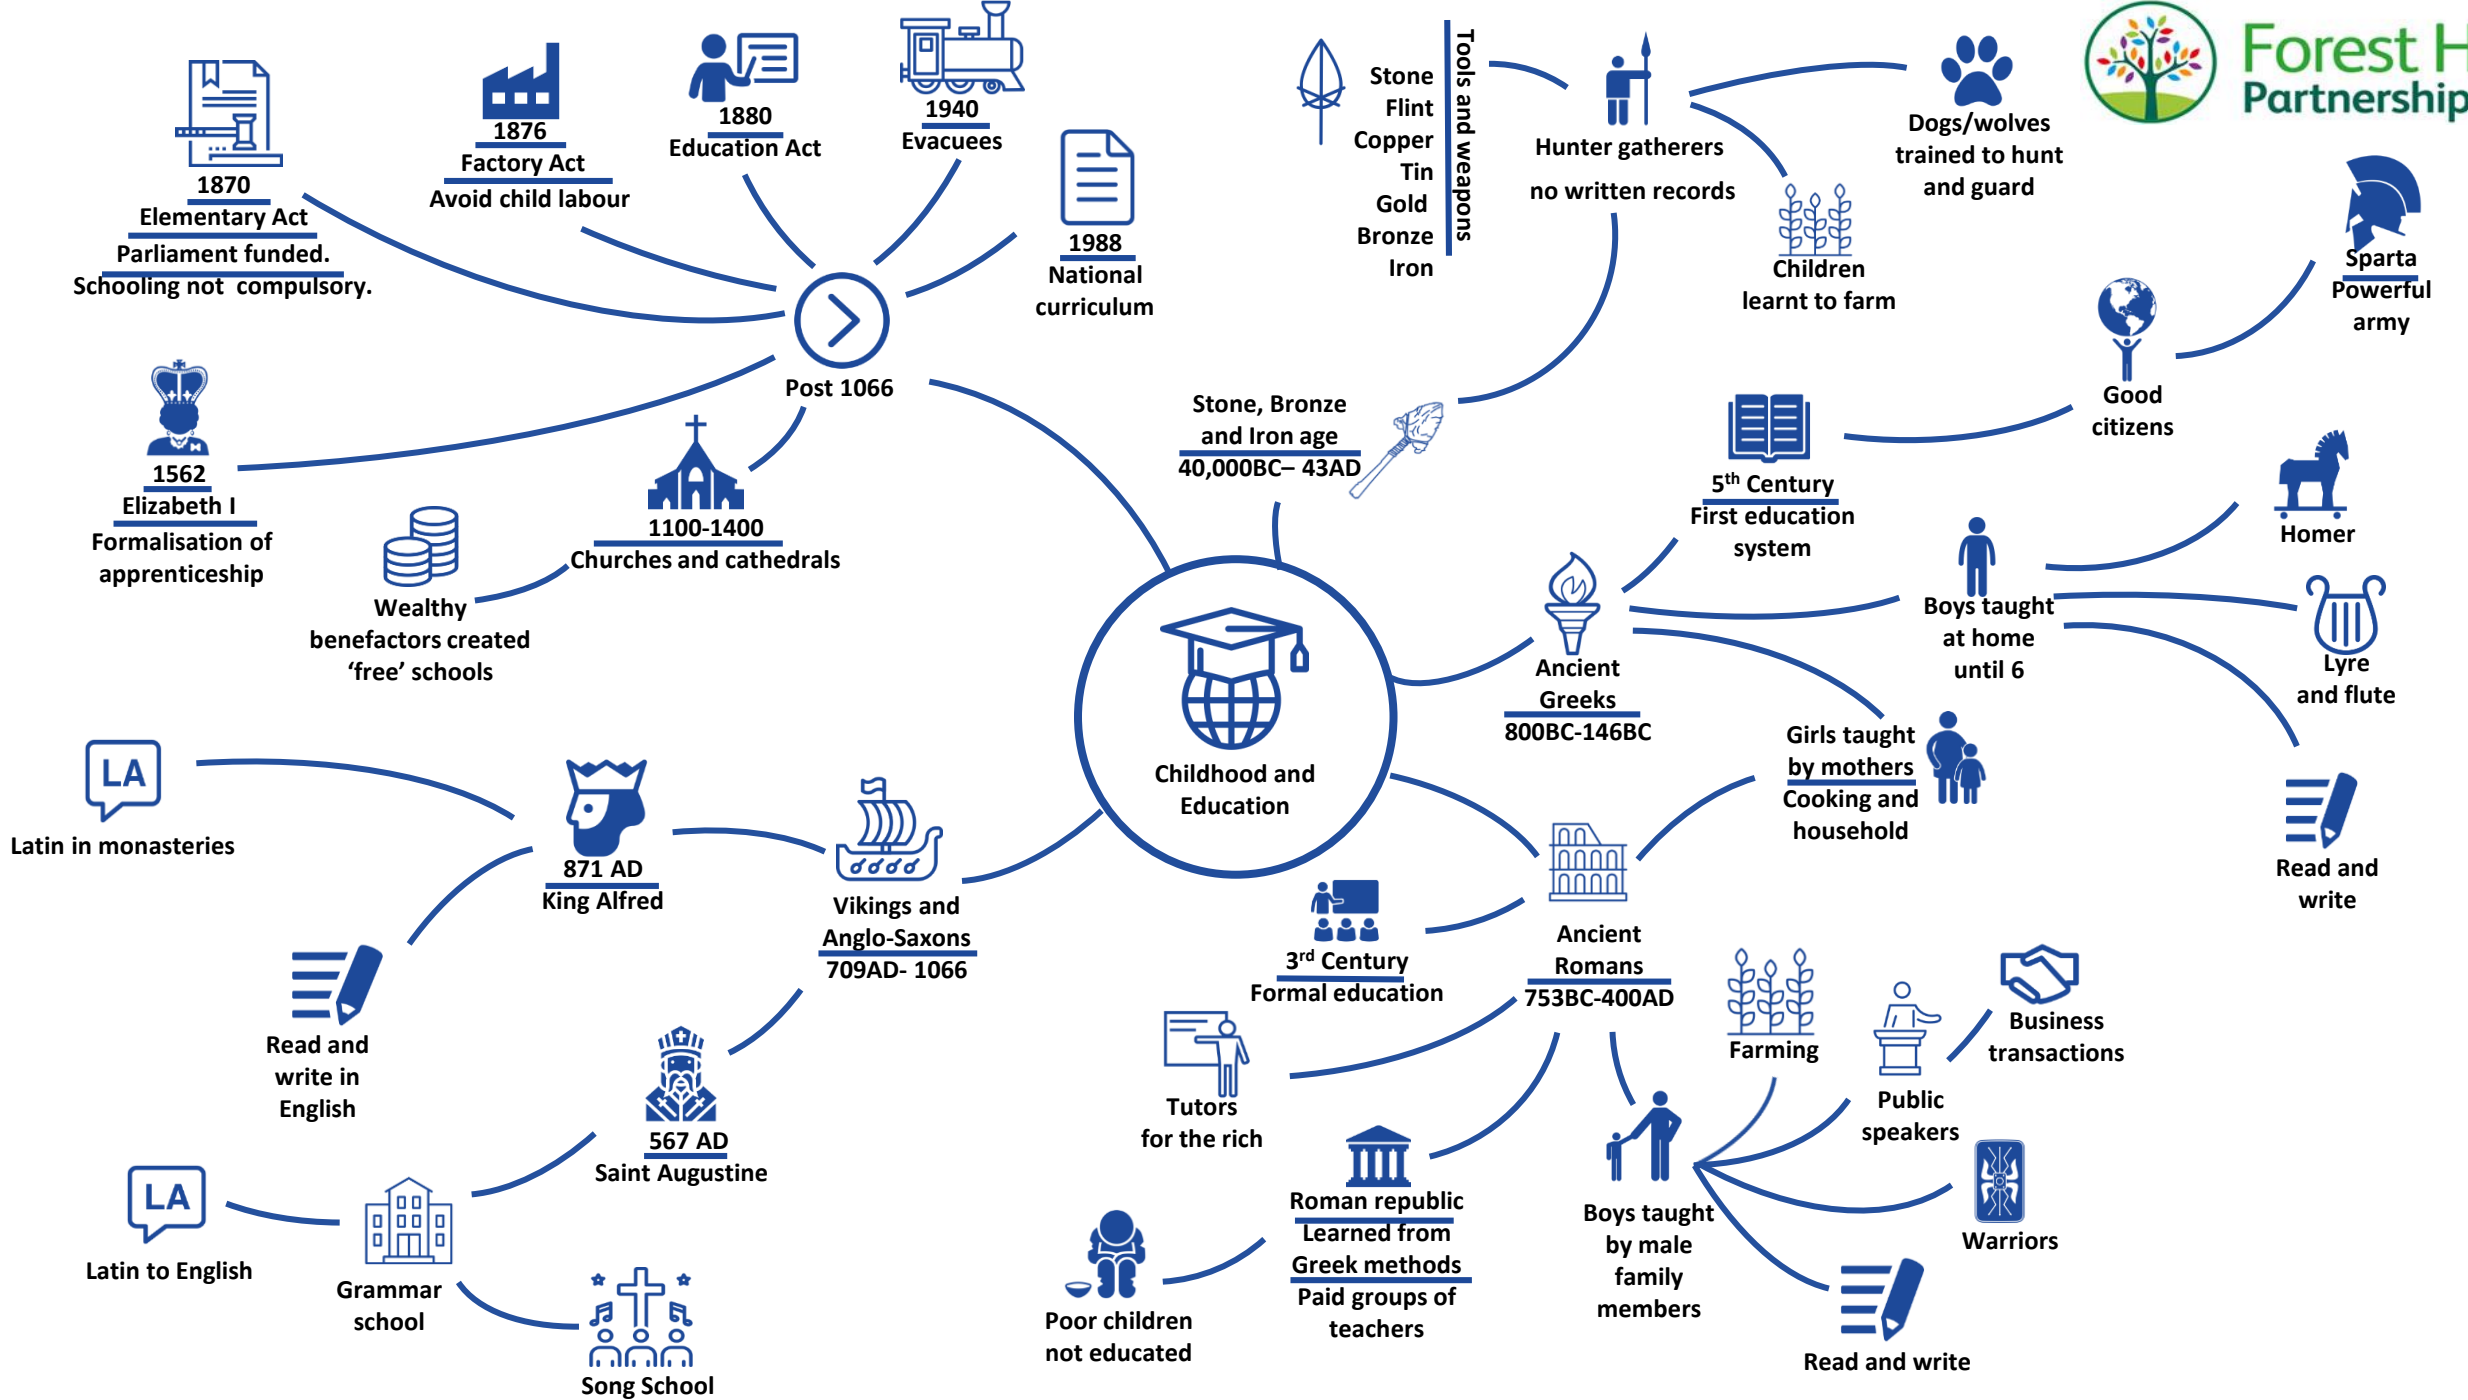 1870
Elementary Act
Parliament funded.
Schooling not compulsory.
1876
Factory Act
Avoid child labour
1880
Education Act
1940
Evacuees
1988
National
curriculum
Post 1066
1562
Elizabeth I
Formalisation of
apprenticeship
1100-1400
Churches and cathedrals
Wealthy
benefactors created
‘free’ schools
Stone
Flint
Copper
Tin
Gold
Bronze
Iron
Tools and weapons
Hunter gatherers
no written records
Dogs/wolves
trained to hunt
and guard
Children
learnt to farm
Forest H
Partnership
Stone, Bronze
and Iron age
40,000BC– 43AD
Sparta
Powerful
army
Good
citizens
5th Century
First education
system
Homer
Boys taught
at home
until 6
Lyre
and flute
Read and
write
Ancient
Greeks
800BC-146BC
Girls taught
by mothers
Cooking and
household
Childhood and
Education
LA
Latin in monasteries
871 AD
King Alfred
Vikings and
Anglo-Saxons
709AD- 1066
Read and
write in
English
567 AD
Saint Augustine
LA
Latin to English
Grammar
school
Song School
3rd Century
Formal education
Ancient
Romans
753BC-400AD
Tutors
for the rich
Roman republic
Learned from
Greek methods
Paid groups of
teachers
Poor children
not educated
Boys taught
by male
family
members
Farming
Public
speakers
Business
transactions
Warriors
Read and write